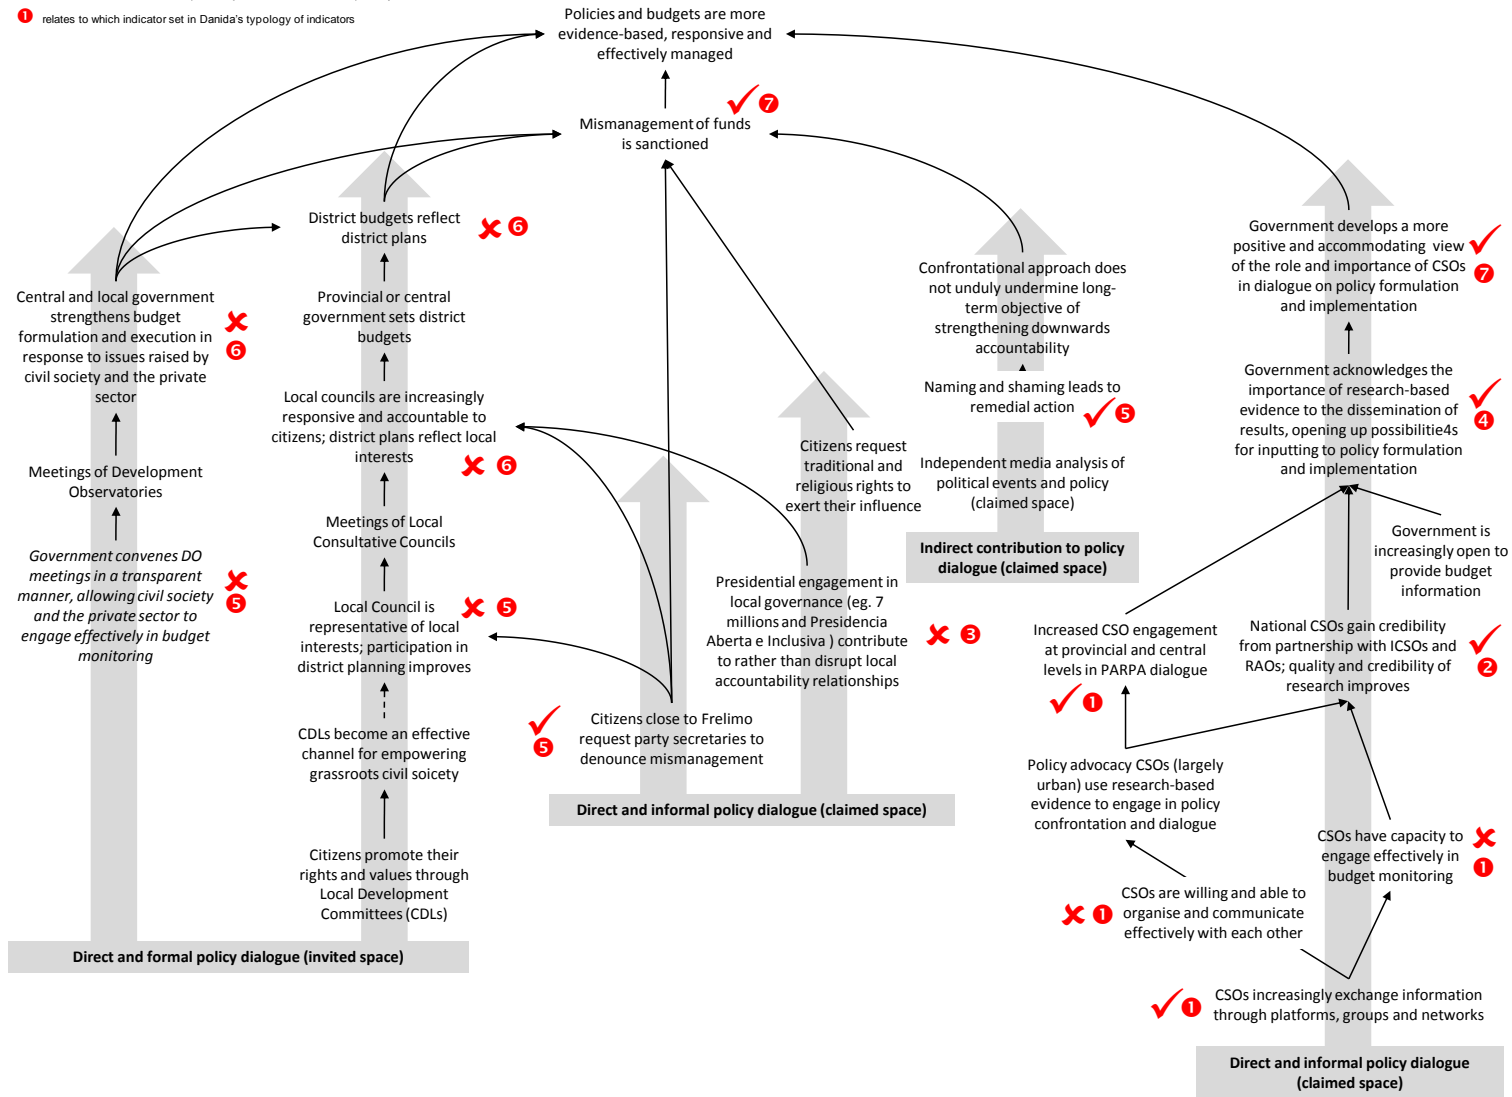 1 relates to which indicator set in Danida's typology of indicators
Policies and budgets are more
evidence-based, responsive and
effectively managed
7
Mismanagement of funds
is sanctioned
District budgets reflect
district plans
6
Central and local government
strengthens budget
formulation and execution in
response to issues raised by
civil society and the private
sector
6
Meetings of Development
Observatories
Government convenes DO
meetings in a transparent
manner, allowing civil society
and the private sector to
engage effectively in budget
monitoring
5
Provincial or central
government sets district
budgets
Local councils are increasingly
responsive and accountable to
citizens; district plans reflect local
interests
6
Meetings of Local
Consultative Councils
Local Council is
representative of local
interests; participation in
district planning improves
5
CDLs become an effective
channel for empowering
grassroots civil soicety
Citizens promote their
rights and values through
Local Development
Committees (CDLs)
Direct and formal policy dialogue (invited space)
Citizens close to Frelimo
request party secretaries to
denounce mismanagement
5
Presidential engagement in
local governance (eg. 7
millions and Presidencia
Aberta e Inclusiva ) contribute
to rather than disrupt local
accountability relationships
3
Citizens request
traditional and
religious rights to
exert their influence
Direct and informal policy dialogue (claimed space)
Confrontational approach does
not unduly undermine long-
term objective of
strengthening downwards
accountability
Naming and shaming leads to
remedial action
5
Independent media analysis of
political events and policy
(claimed space)
Indirect contribution to policy
dialogue (claimed space)
Government develops a more
positive and accommodating view
of the role and importance of CSOs
in dialogue on policy formulation
and implementation
7
Government acknowledges the
importance of research-based
evidence to the dissemination of
results, opening up possibilitie4s
for inputting to policy formulation
and implementation
4
Government is
increasingly open to
provide budget
information
Increased CSO engagement
at provincial and central
levels in PARPA dialogue
1
National CSOs gain credibility
from partnership with ICSOs and
RAOs; quality and credibility of
research improves
2
Policy advocacy CSOs (largely
urban) use research-based
evidence to engage in policy
confrontation and dialogue
CSOs have capacity to
engage effectively in
budget monitoring
1
1
CSOs are willing and able to
organise and communicate
effectively with each other
1
CSOs increasingly exchange information
through platforms, groups and networks
Direct and informal policy dialogue
(claimed space)